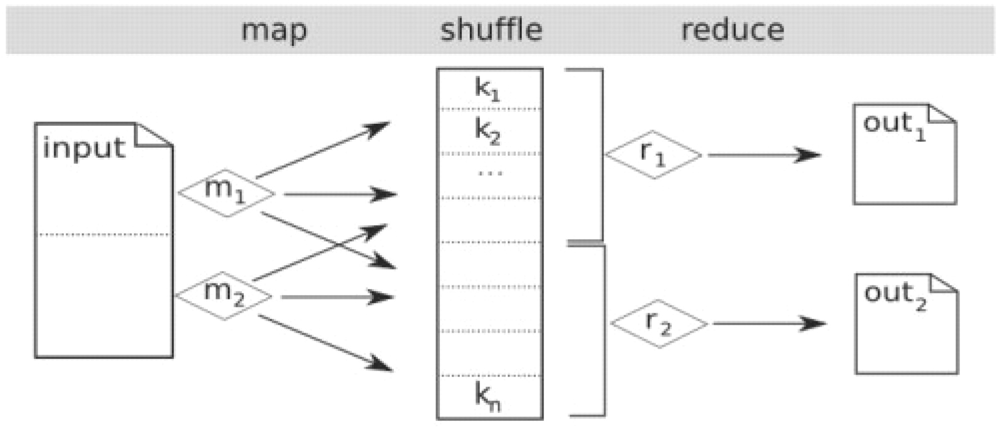 map shuffle reduce
input
m1
m2
k1
k2
...
kn
r1
r2
out1
out2